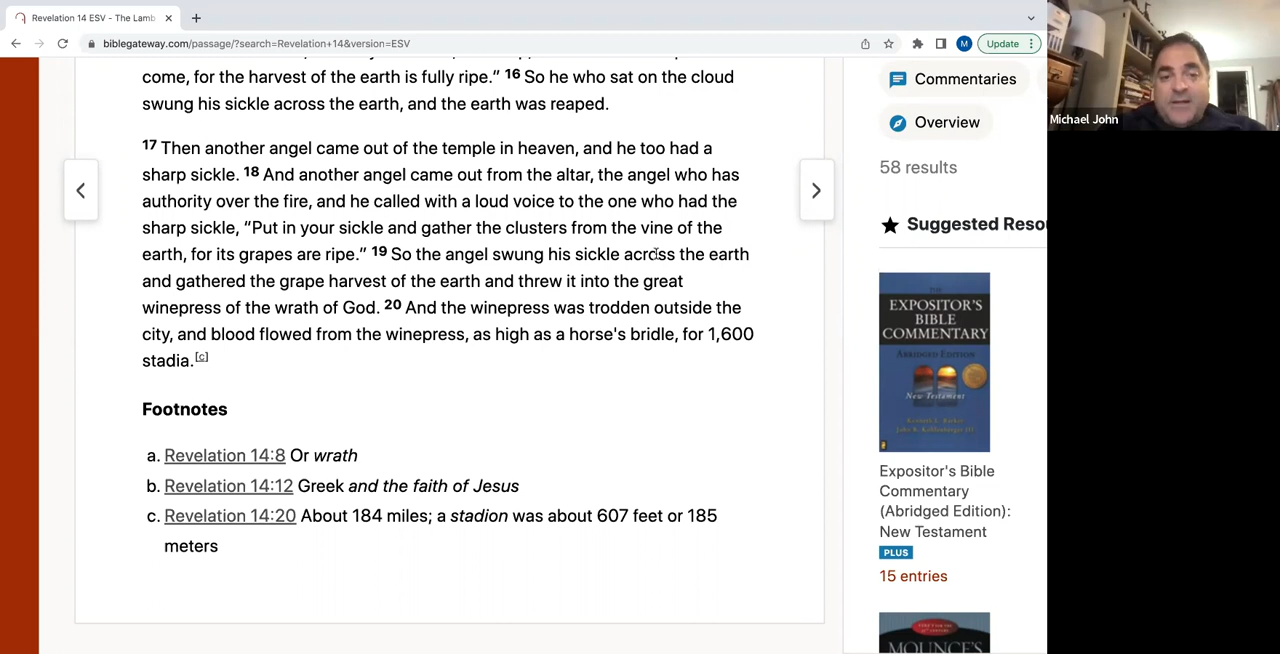 Revelation 14 ESV - The Lamb
biblegateway.com/passage/?search=Revelation+14&version=ESV
M
Update
come, for the harvest of the earth is fully ripe.” 16 So he who sat on the cloud
swung his sickle across the earth, and the earth was reaped.
17 Then another angel came out of the temple in heaven, and he too had a
sharp sickle. 18 And another angel came out from the altar, the angel who has
authority over the fire, and he called with a loud voice to the one who had the
sharp sickle, “Put in your sickle and gather the clusters from the vine of the
earth, for its grapes are ripe.” 19 So the angel swung his sickle across the earth
and gathered the grape harvest of the earth and threw it into the great
winepress of the wrath of God. 20 And the winepress was trodden outside the
city, and blood flowed from the winepress, as high as a horse's bridle, for 1,600
stadia.[c]
Footnotes
a. Revelation 14:8 Or wrath
b. Revelation 14:12 Greek and the faith of Jesus
c. Revelation 14:20 About 184 miles; a stadion was about 607 feet or 185
meters
Commentaries
Overview
58 results
Suggested Reso
THE
EXPOSITOR'S
BIBLE
COMMENTARY
ABRIDGED EDITION
New Testament
Expositor's Bible
Commentary
(Abridged Edition):
New Testament
PLUS
15 entries
MOUNCE'S
Michael John